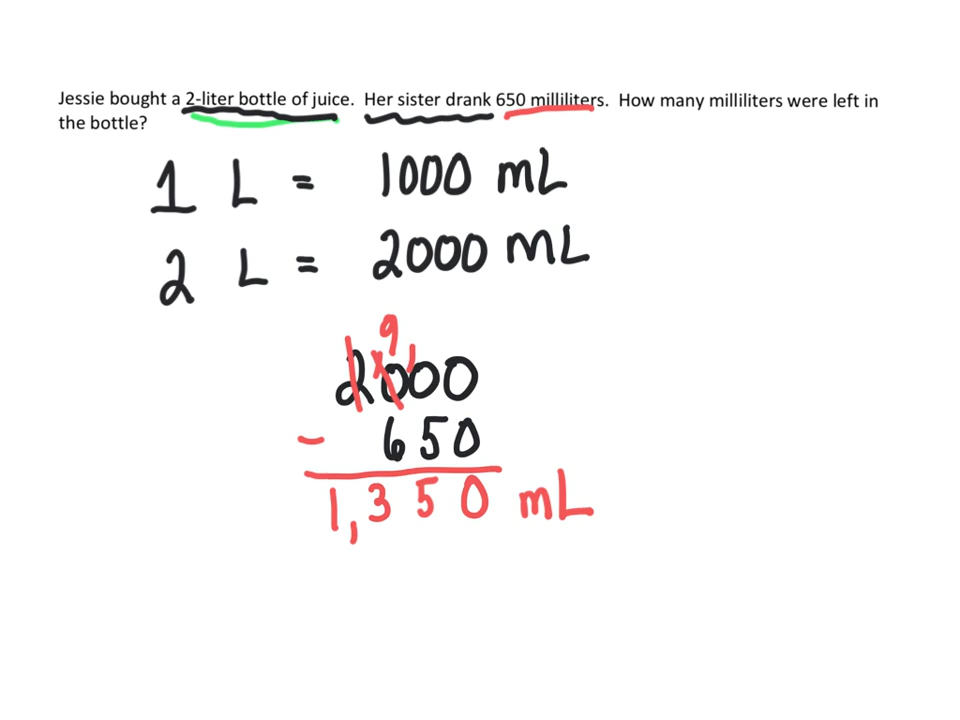 Jessie bought a 2-liter bottle of juice. Her sister drank 650 milliliters. How many milliliters were left in
the bottle?
1 L = 1000 mL
2 L = 2000 mL
9
2000
- 650
1,350 mL